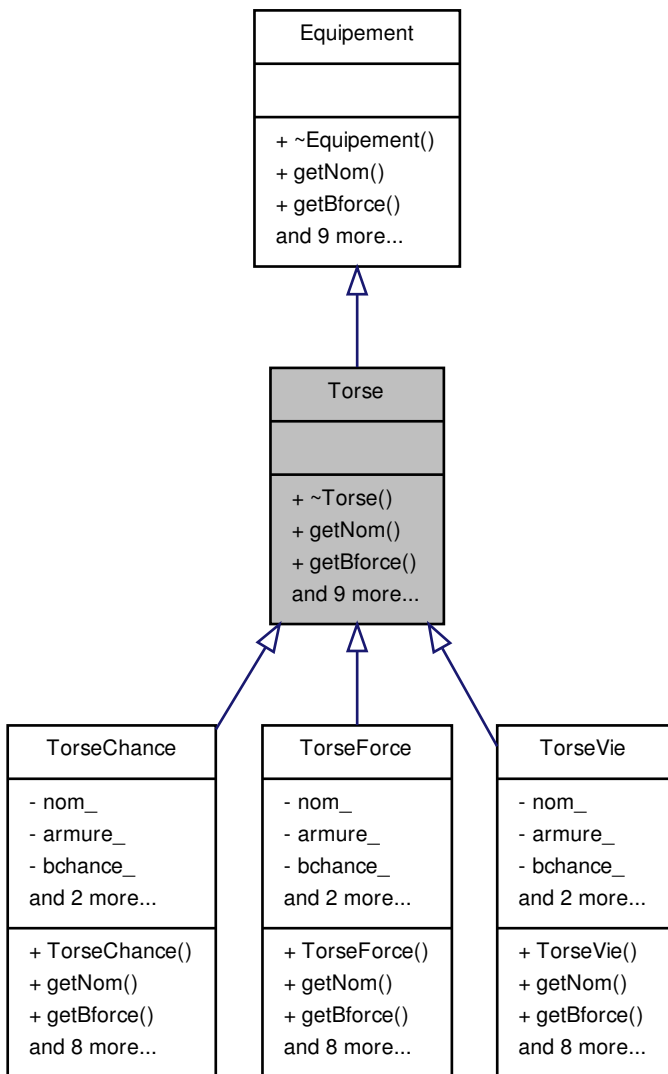 Equipement
+ ~Equipement()
+ getNom()
+ getBforce()
and 9 more...
Torse
+ ~Torse()
+ getNom()
+ getBforce()
and 9 more...
TorseChance
- nom_
- armure_
- bchance_
and 2 more...
+ TorseChance()
+ getNom()
+ getBforce()
and 8 more...
TorseForce
- nom_
- armure_
- bchance_
and 2 more...
+ TorseForce()
+ getNom()
+ getBforce()
and 8 more...
TorseVie
- nom_
- armure_
- bchance_
and 2 more...
+ TorseVie()
+ getNom()
+ getBforce()
and 8 more...